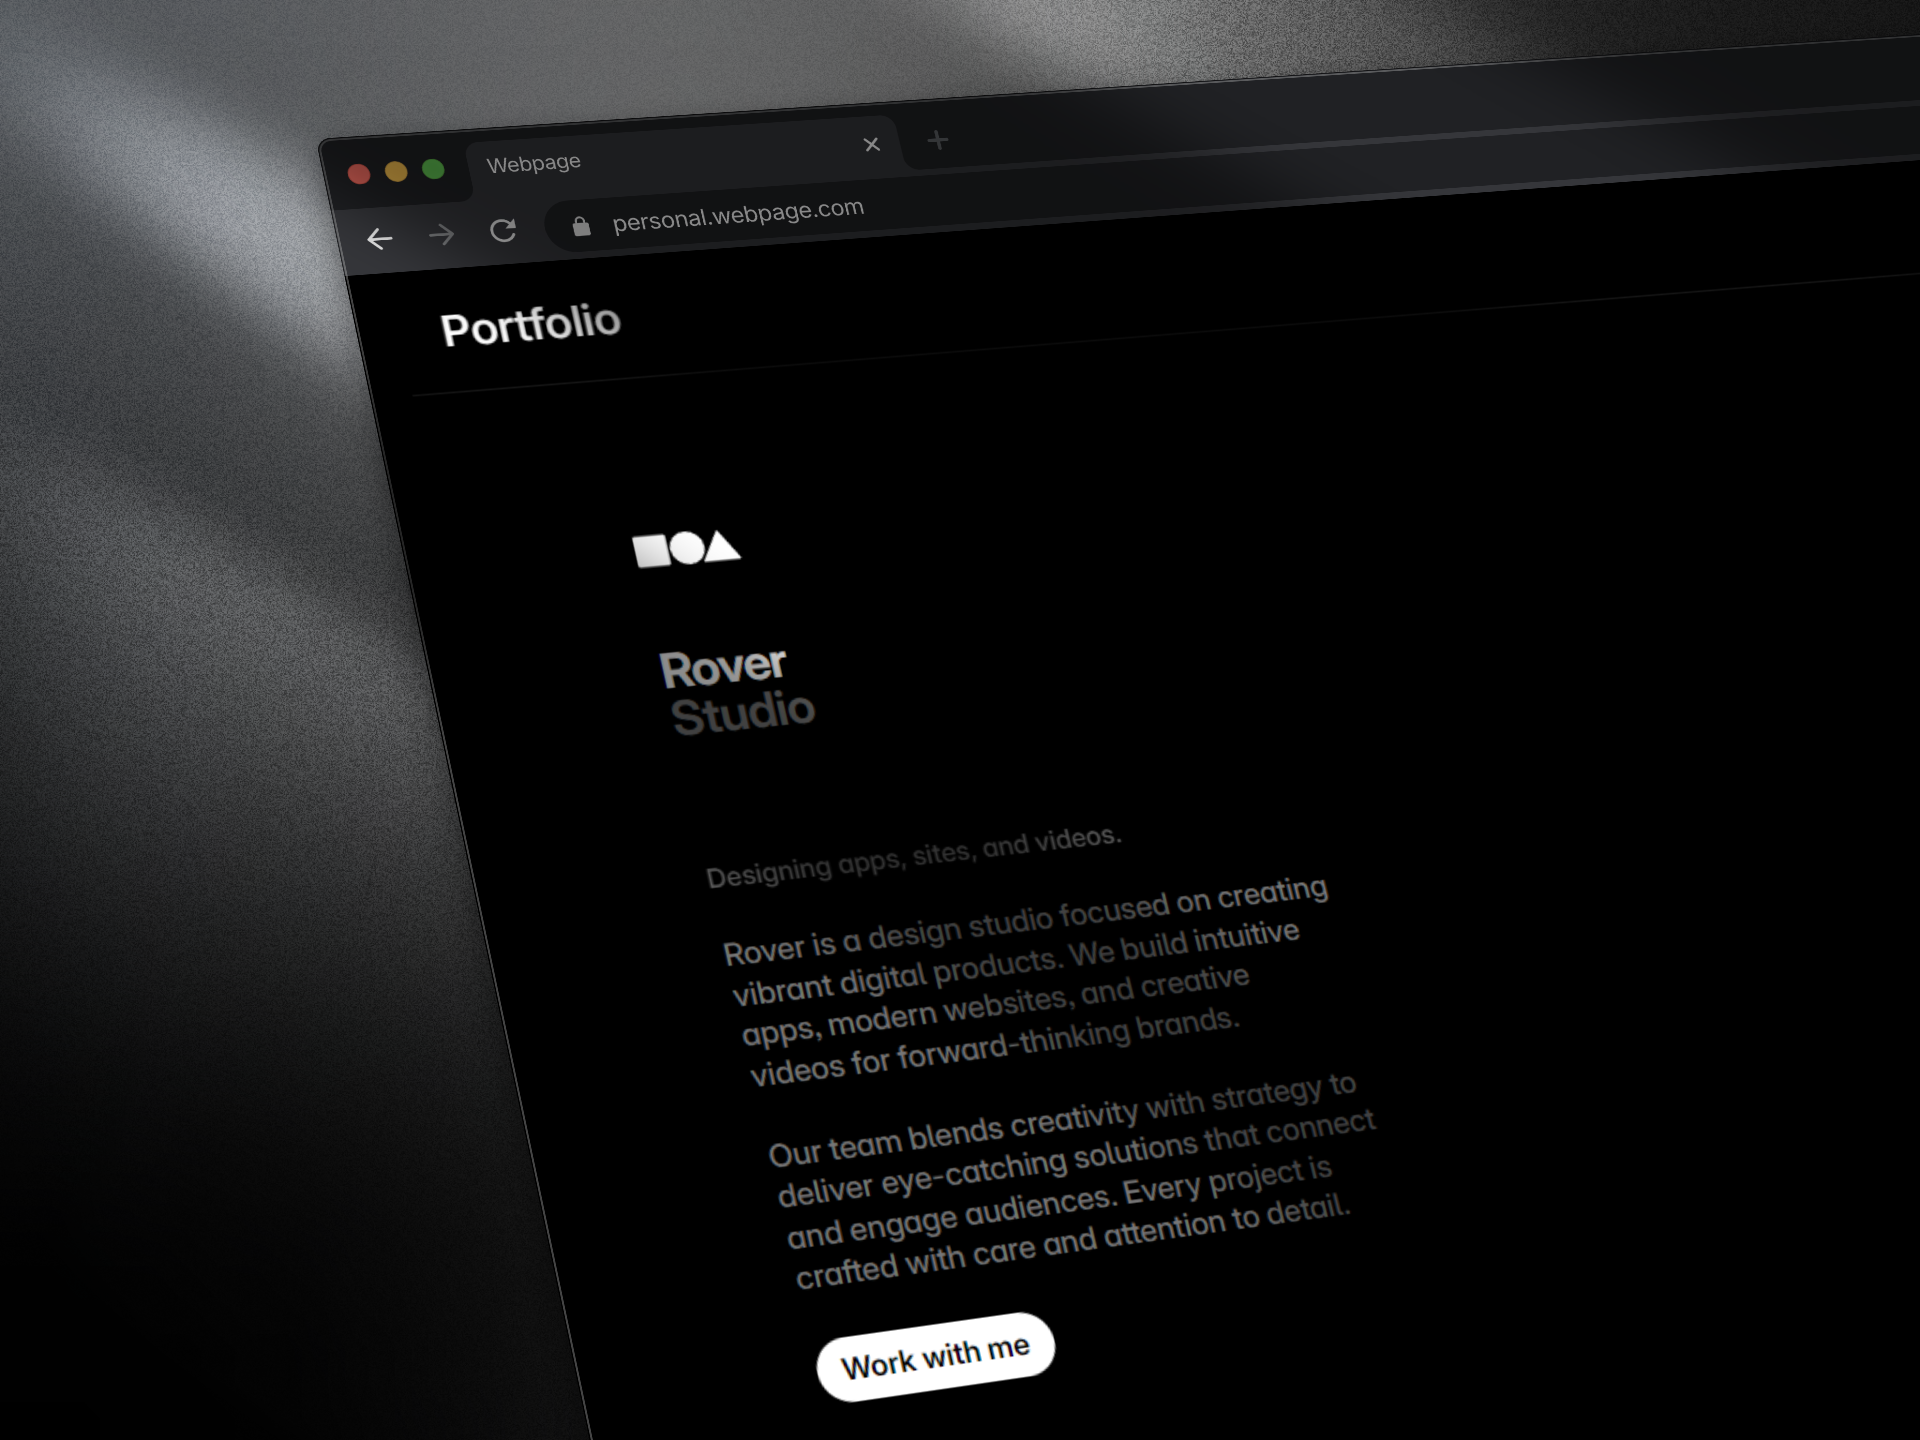 Webpage
personal.webpage.com
Portfolio
Rover
Studio
Designing apps, sites, and videos.
Rover is a design studio focused on creating
vibrant digital products. We build intuitive
apps, modern websites, and creative
videos for forward-thinking brands.
Our team blends creativity with strategy to
deliver eye-catching solutions that connect
and engage audiences. Every project is
crafted with care and attention to detail.
Work with me